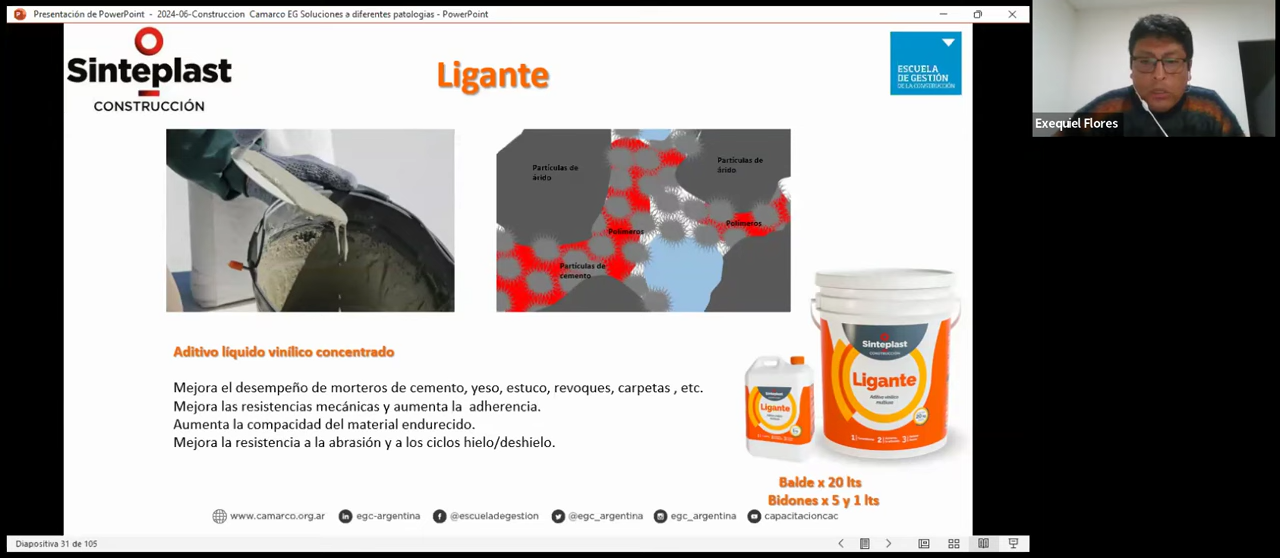 Presentación de PowerPoint - 2024-06-Construccion Camarco EG Soluciones a diferentes patologias - PowerPoint
Sinteplast
CONSTRUCCIÓN
Ligante
ESCUELA
DE GESTIÓN
DE LA CONSTRUCCIÓN
Exequiel Flores
Partículas de
árido
Partículas de
árido
Polímeros
Polímeros
Partículas de
cemento
Aditivo líquido vinílico concentrado
Mejora el desempeño de morteros de cemento, yeso, estuco, revoques, carpetas , etc.
Mejora las resistencias mecánicas y aumenta la adherencia.
Aumenta la compacidad del material endurecido.
Mejora la resistencia a la abrasión y a los ciclos hielo/deshielo.
Sinteplast
Ligante
Sinteplast
CONSTRUCCIÓN
Ligante
Balde x 20 lts
Bidones x 5 y 1 lts
www.camarco.org.ar egc-argentina @escueladegestion @egc_argentina egc_argentina capacitacioncac
Diapositiva 31 de 105